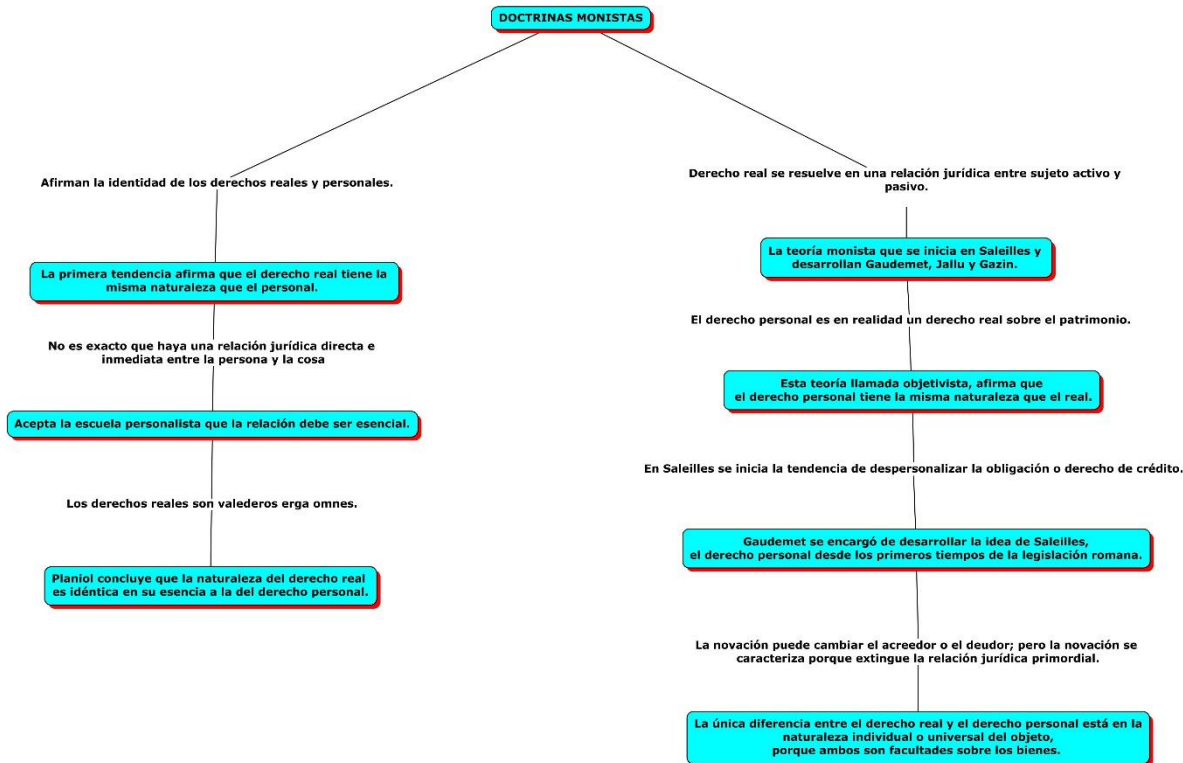 DOCTRINAS MONISTAS
Afirman la identidad de los derechos reales y personales.
La primera tendencia afirma que el derecho real tiene la
misma naturaleza que el personal.
No es exacto que haya una relación jurídica directa e
inmediata entre la persona y la cosa
Acepta la escuela personalista que la relación debe ser esencial.
Los derechos reales son valederos erga omnes.
Planiol concluye que la naturaleza del derecho real
es idéntica en su esencia a la del derecho personal.
Derecho real se resuelve en una relación jurídica entre sujeto activo y
pasivo.
La teoría monista que se inicia en Saleilles y
desarrollan Gaudemet, Jallu y Gazin.
El derecho personal es en realidad un derecho real sobre el patrimonio.
Esta teoría llamada objetivista, afirma que
el derecho personal tiene la misma naturaleza que el real.
En Saleilles se inicia la tendencia de despersonalizar la obligación o derecho de crédito.
Gaudemet se encargó de desarrollar la idea de Saleilles,
el derecho personal desde los primeros tiempos de la legislación romana.
La novación puede cambiar el acreedor o el deudor; pero la novación se
caracteriza porque extingue la relación jurídica primordial.
La única diferencia entre el derecho real y el derecho personal está en la
naturaleza individual o universal del objeto,
porque ambos son facultades sobre los bienes.